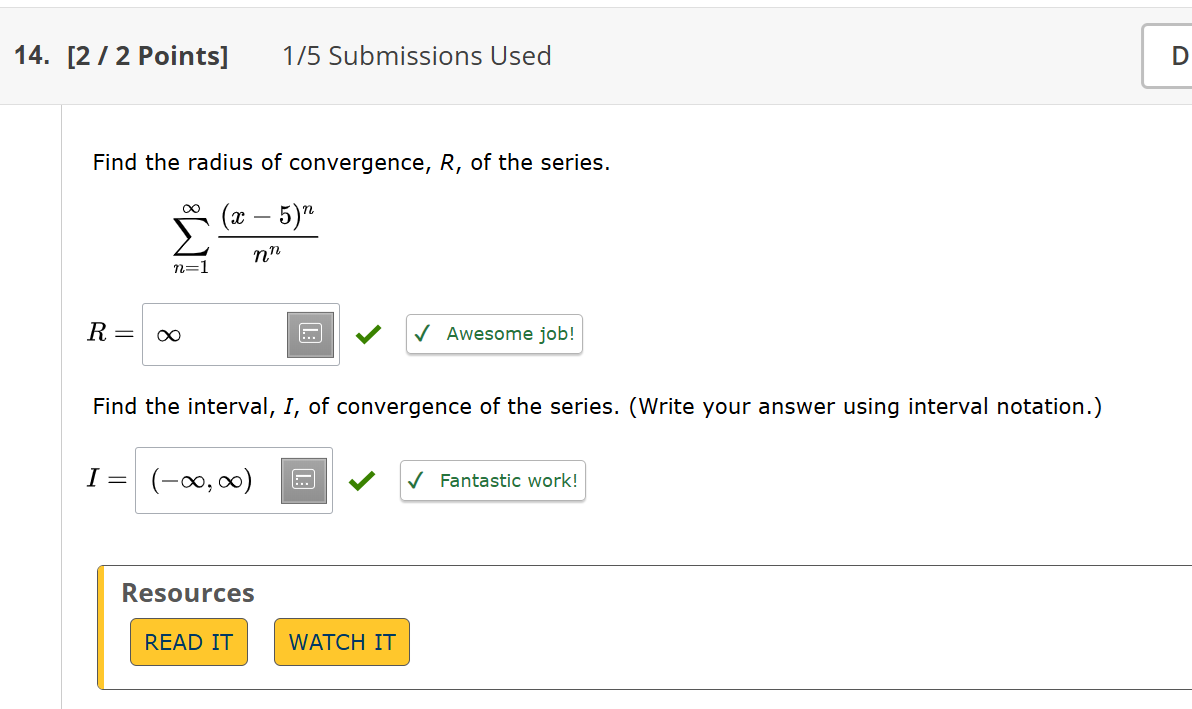 14. [2 / 2 Points] 1/5 Submissions Used D
Find the radius of convergence, R, of the series.
∞
∑ (x − 5)ⁿ / nⁿ
n=1
R = ∞ ✓ Awesome job!
Find the interval, I, of convergence of the series. (Write your answer using interval notation.)
I = (−∞, ∞) ✓ Fantastic work!
Resources
READ IT WATCH IT